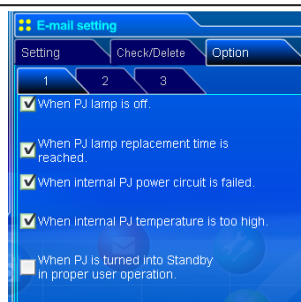 E-mail setting
Setting Check/Delete Option
1 2 3
When PJ lamp is off.
When PJ lamp replacement time is
reached.
When internal PJ power circuit is failed.
When internal PJ temperature is too high.
When PJ is turned into Standby
in proper user operation.